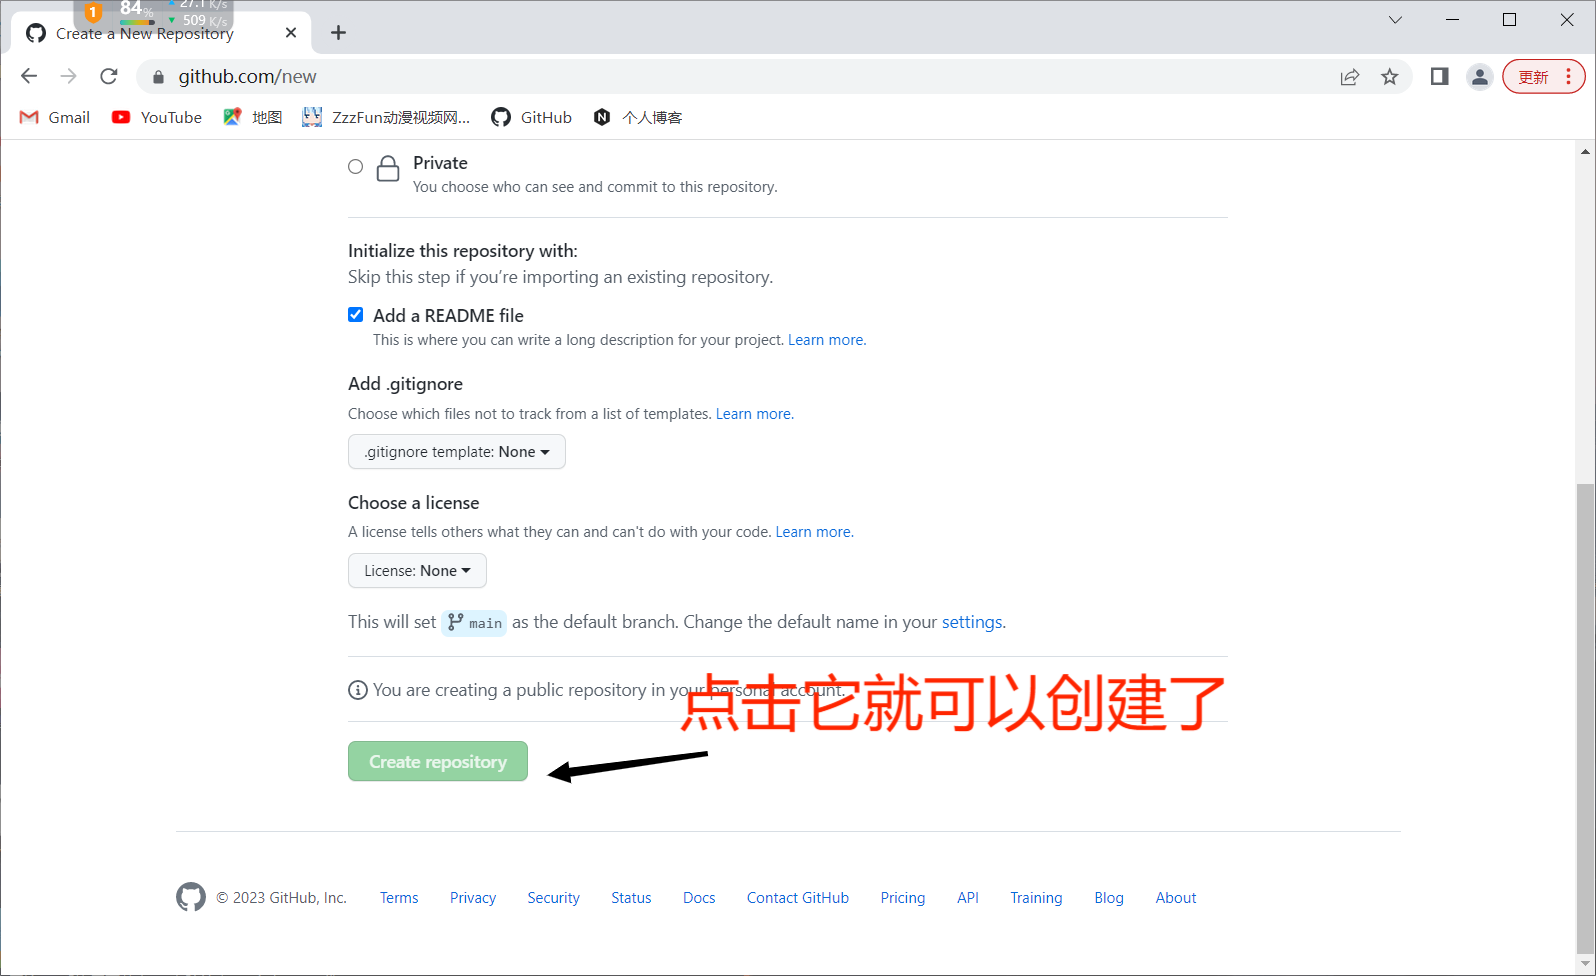 1 84% 27.1 K/s
509 K/s
Create a New Repository
github.com/new
更新
Gmail YouTube 地图 ZzzFun动漫视频网... GitHub 个人博客
Private
You choose who can see and commit to this repository.
Initialize this repository with:
Skip this step if you’re importing an existing repository.
Add a README file
This is where you can write a long description for your project. Learn more.
Add .gitignore
Choose which files not to track from a list of templates. Learn more.
.gitignore template: None
Choose a license
A license tells others what they can and can't do with your code. Learn more.
License: None
This will set main as the default branch. Change the default name in your settings.
You are creating a public repository in your personal account.
点击它就可以创建了
Create repository
© 2023 GitHub, Inc. Terms Privacy Security Status Docs Contact GitHub Pricing API Training Blog About